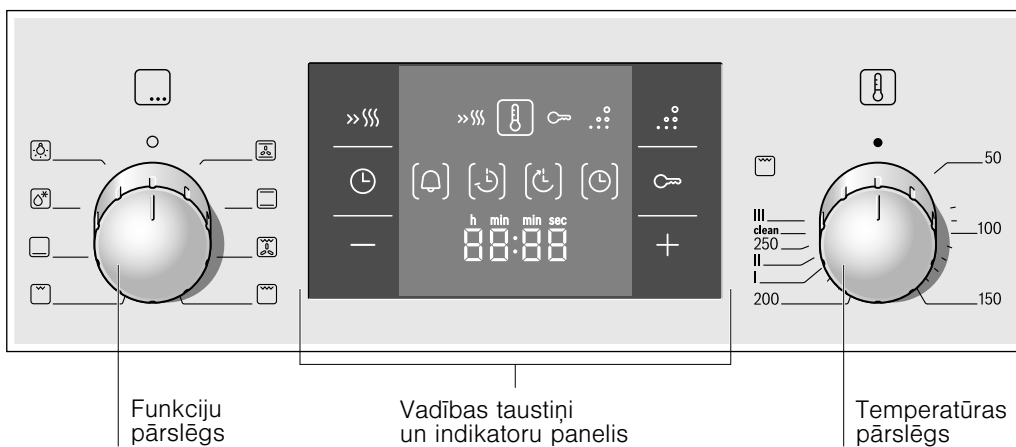 h min min sec
88:88
50
100
150
III
clean
250
II
I
200
Funkciju
pārslēgs
Vadības taustiņi
un indikatoru panelis
Temperatūras
pārslēgs